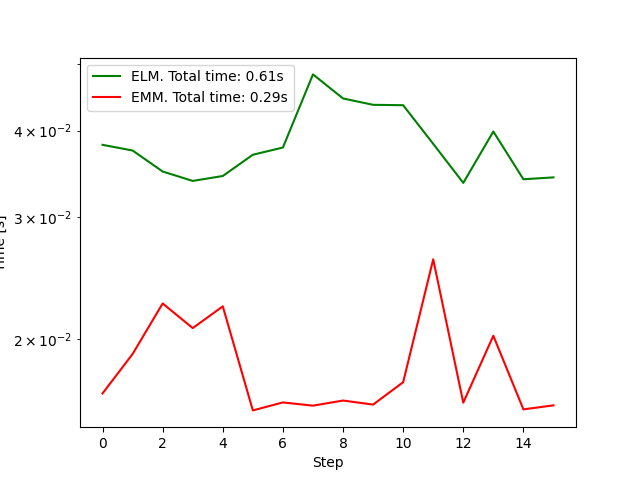 ELM. Total time: 0.61s
EMM. Total time: 0.29s
4 × 10⁻²
3 × 10⁻²
2 × 10⁻²
[s]
0 2 4 6 8 10 12 14
Step